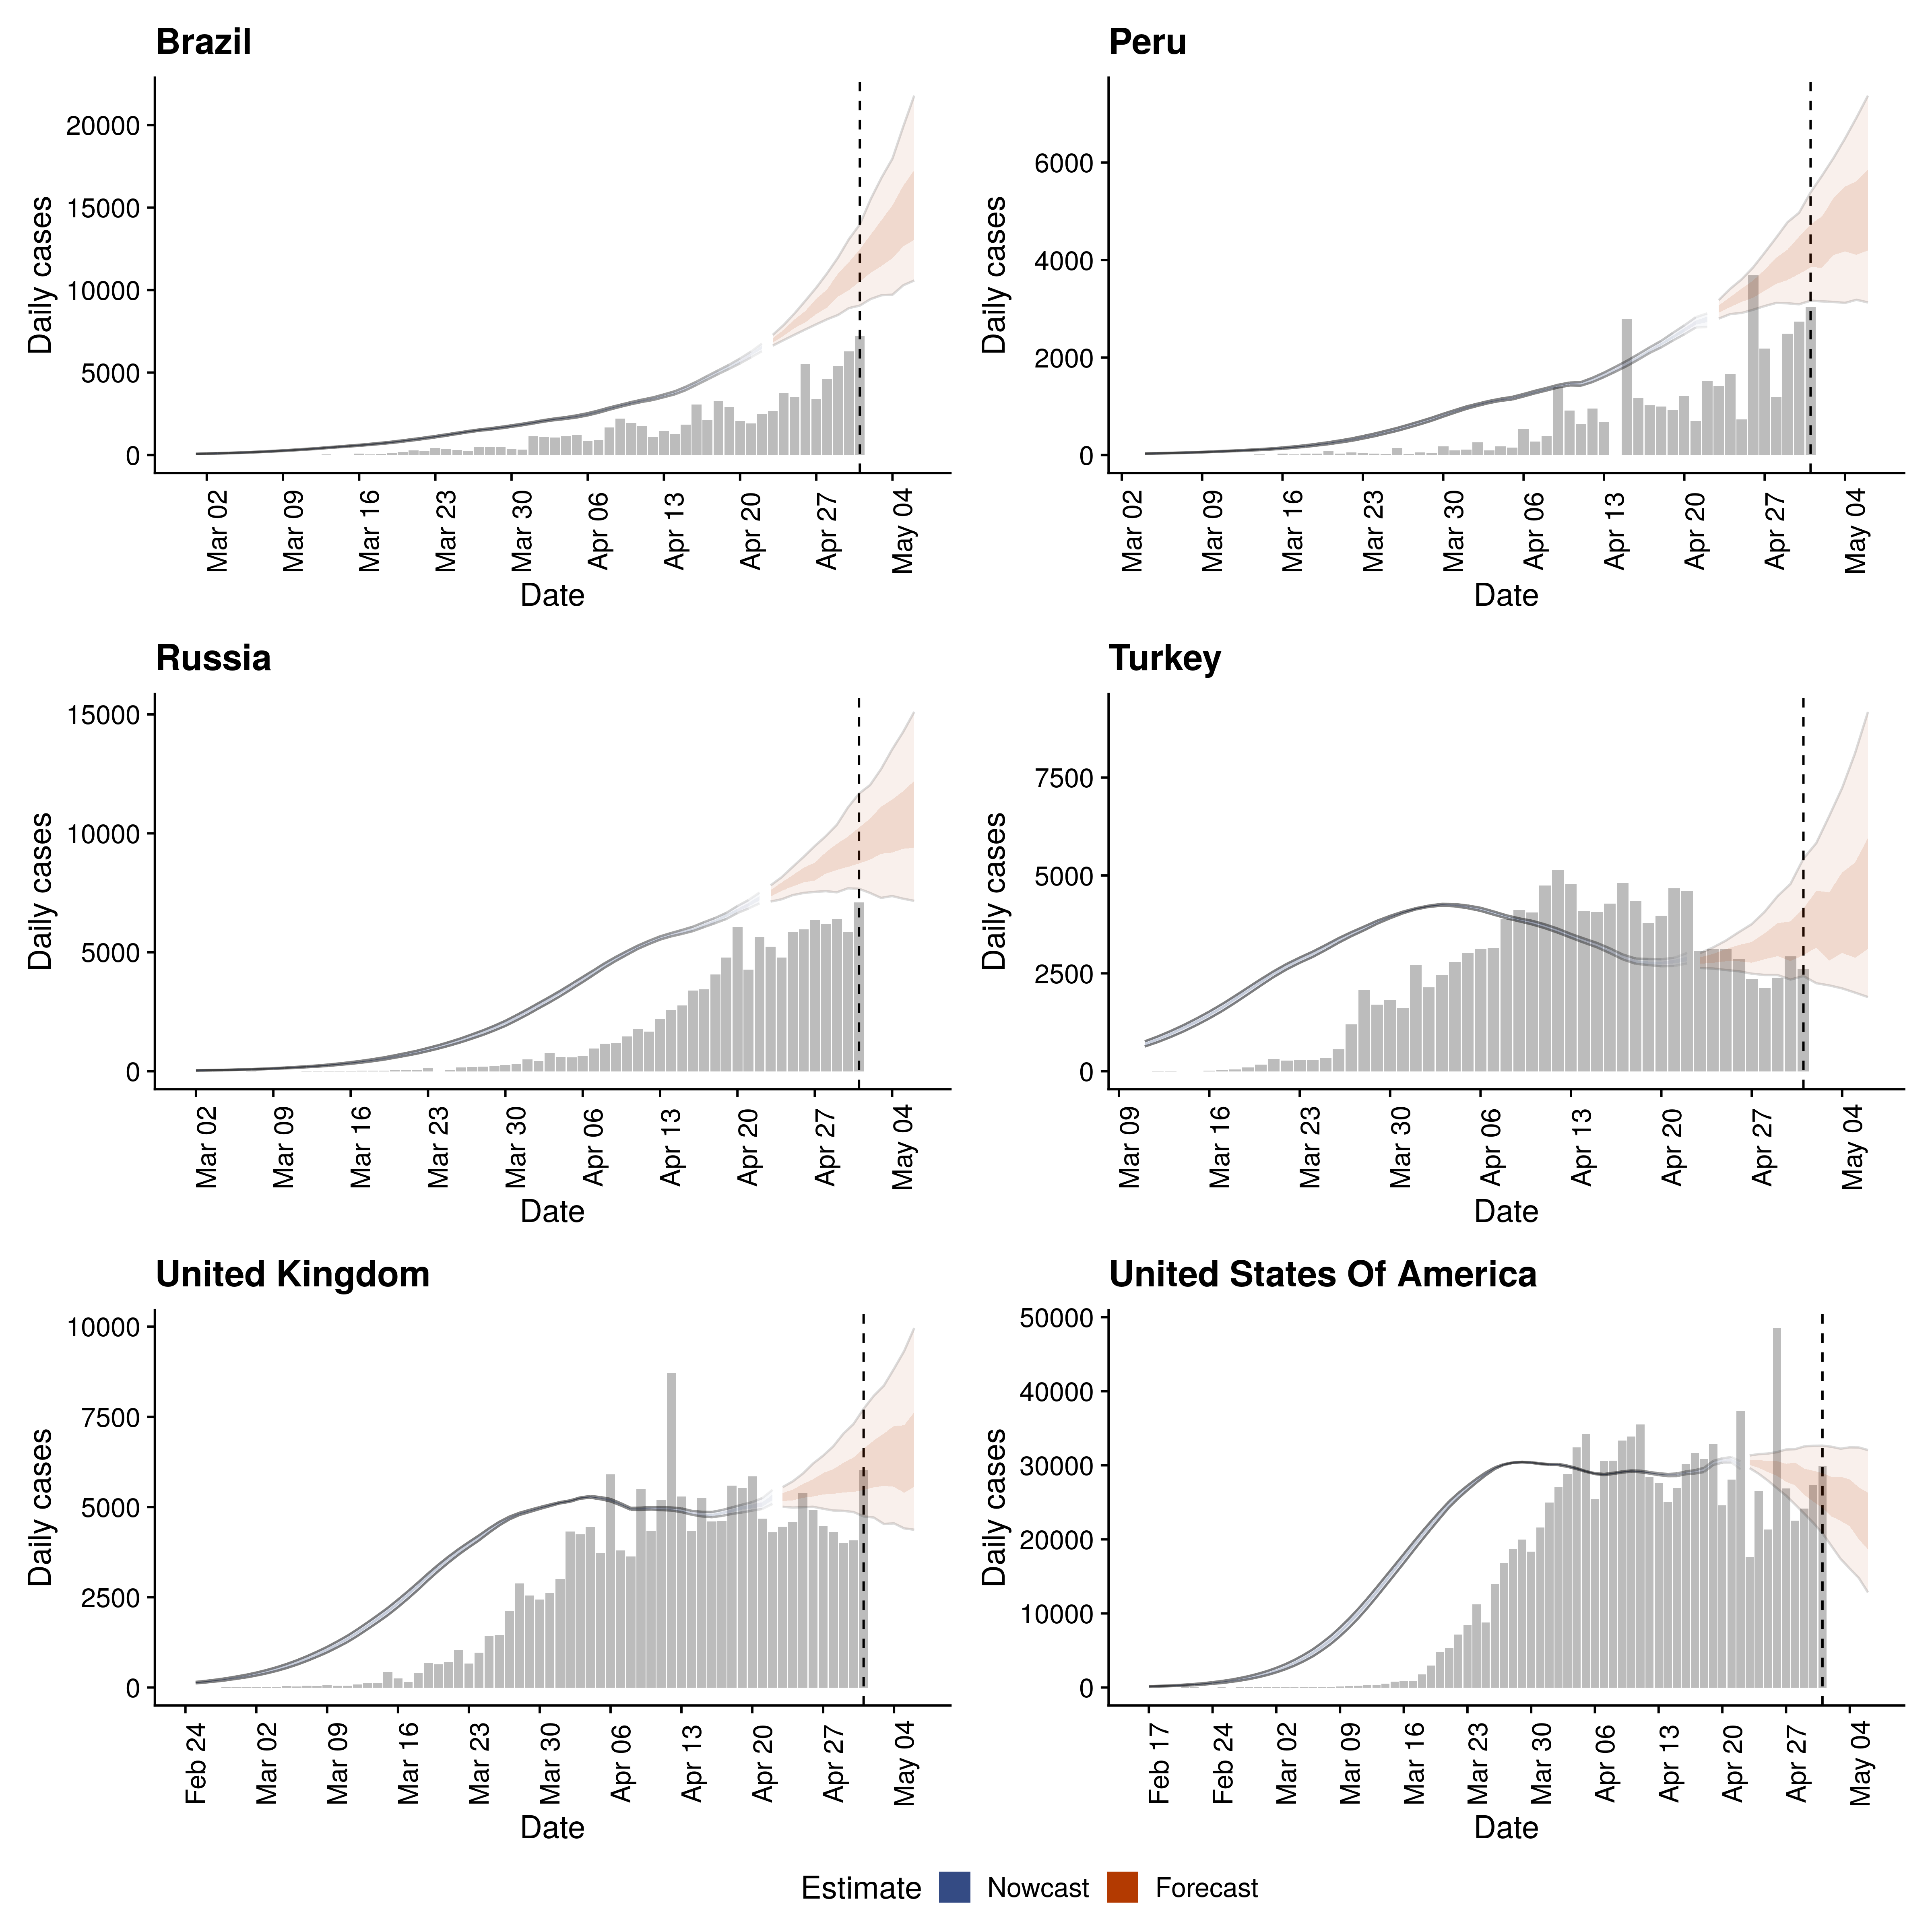 Brazil
Daily cases
20000
15000
10000
5000
0
Mar 02
Mar 09
Mar 16
Mar 23
Mar 30
Apr 06
Apr 13
Apr 20
Apr 27
May 04
Date
Peru
Daily cases
6000
4000
2000
0
Mar 02
Mar 09
Mar 16
Mar 23
Mar 30
Apr 06
Apr 13
Apr 20
Apr 27
May 04
Date
Russia
Daily cases
15000
10000
5000
0
Mar 02
Mar 09
Mar 16
Mar 23
Mar 30
Apr 06
Apr 13
Apr 20
Apr 27
May 04
Date
Turkey
Daily cases
7500
5000
2500
0
Mar 09
Mar 16
Mar 23
Mar 30
Apr 06
Apr 13
Apr 20
Apr 27
May 04
Date
United Kingdom
Daily cases
10000
7500
5000
2500
0
Feb 24
Mar 02
Mar 09
Mar 16
Mar 23
Mar 30
Apr 06
Apr 13
Apr 20
Apr 27
May 04
Date
United States Of America
Daily cases
50000
40000
30000
20000
10000
0
Feb 17
Feb 24
Mar 02
Mar 09
Mar 16
Mar 23
Mar 30
Apr 06
Apr 13
Apr 20
Apr 27
May 04
Date
Estimate Nowcast Forecast